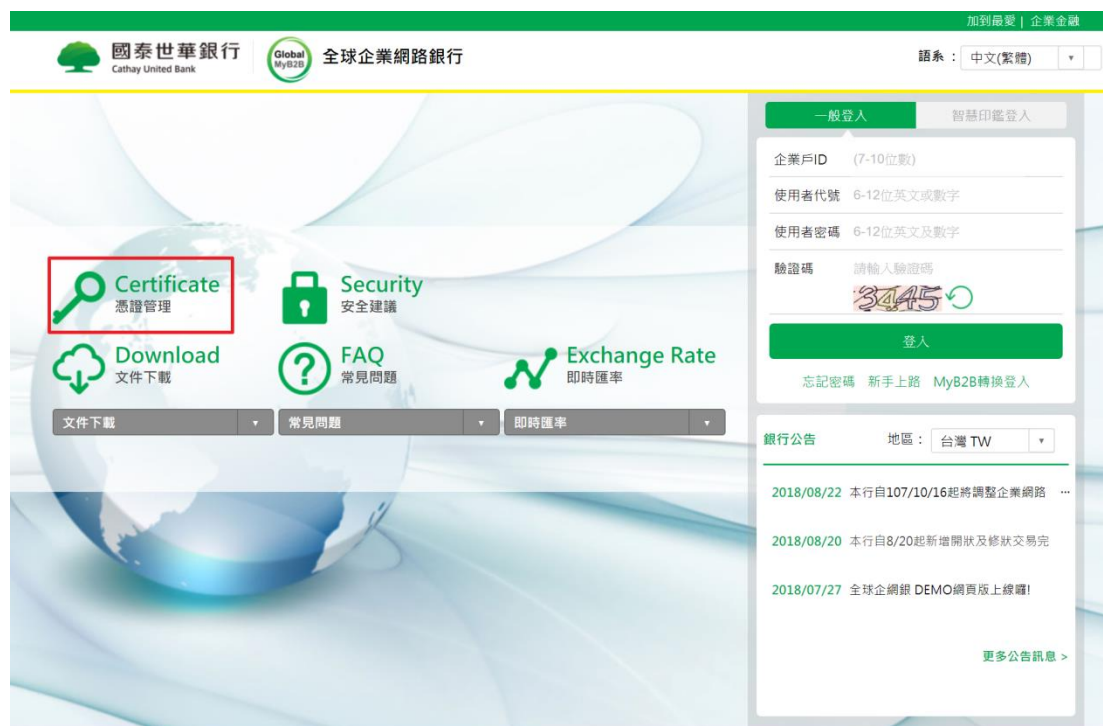 加到最愛 | 企業金融
國泰世華銀行
Cathay United Bank
Global
MyB2B
全球企業網路銀行
語系：
中文(繁體)
一般登入
智慧印鑑登入
企業戶ID
(7-10位數)
使用者代號
6-12位英文或數字
使用者密碼
6-12位英文及數字
驗證碼
請輸入驗證碼
3445
登入
忘記密碼 新手上路 MyB2B轉換登入
Certificate
憑證管理
Security
安全建議
Download
文件下載
FAQ
常見問題
Exchange Rate
即時匯率
文件下載
常見問題
即時匯率
銀行公告
地區：
台灣 TW
2018/08/22 本行自107/10/16起將調整企業網路 ...
2018/08/20 本行自8/20起新增開狀及修狀交易完
2018/07/27 全球企網銀 DEMO網頁版上線囉!
更多公告訊息 >